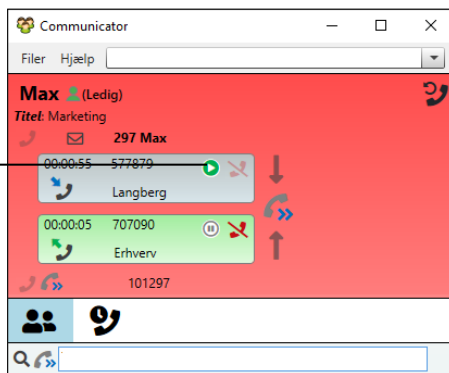 Communicator
Filer Hjælp
Max (Ledig)
Titel: Marketing
297 Max
00:00:55 577879
Langberg
00:00:05 707090
Erhverv
101297